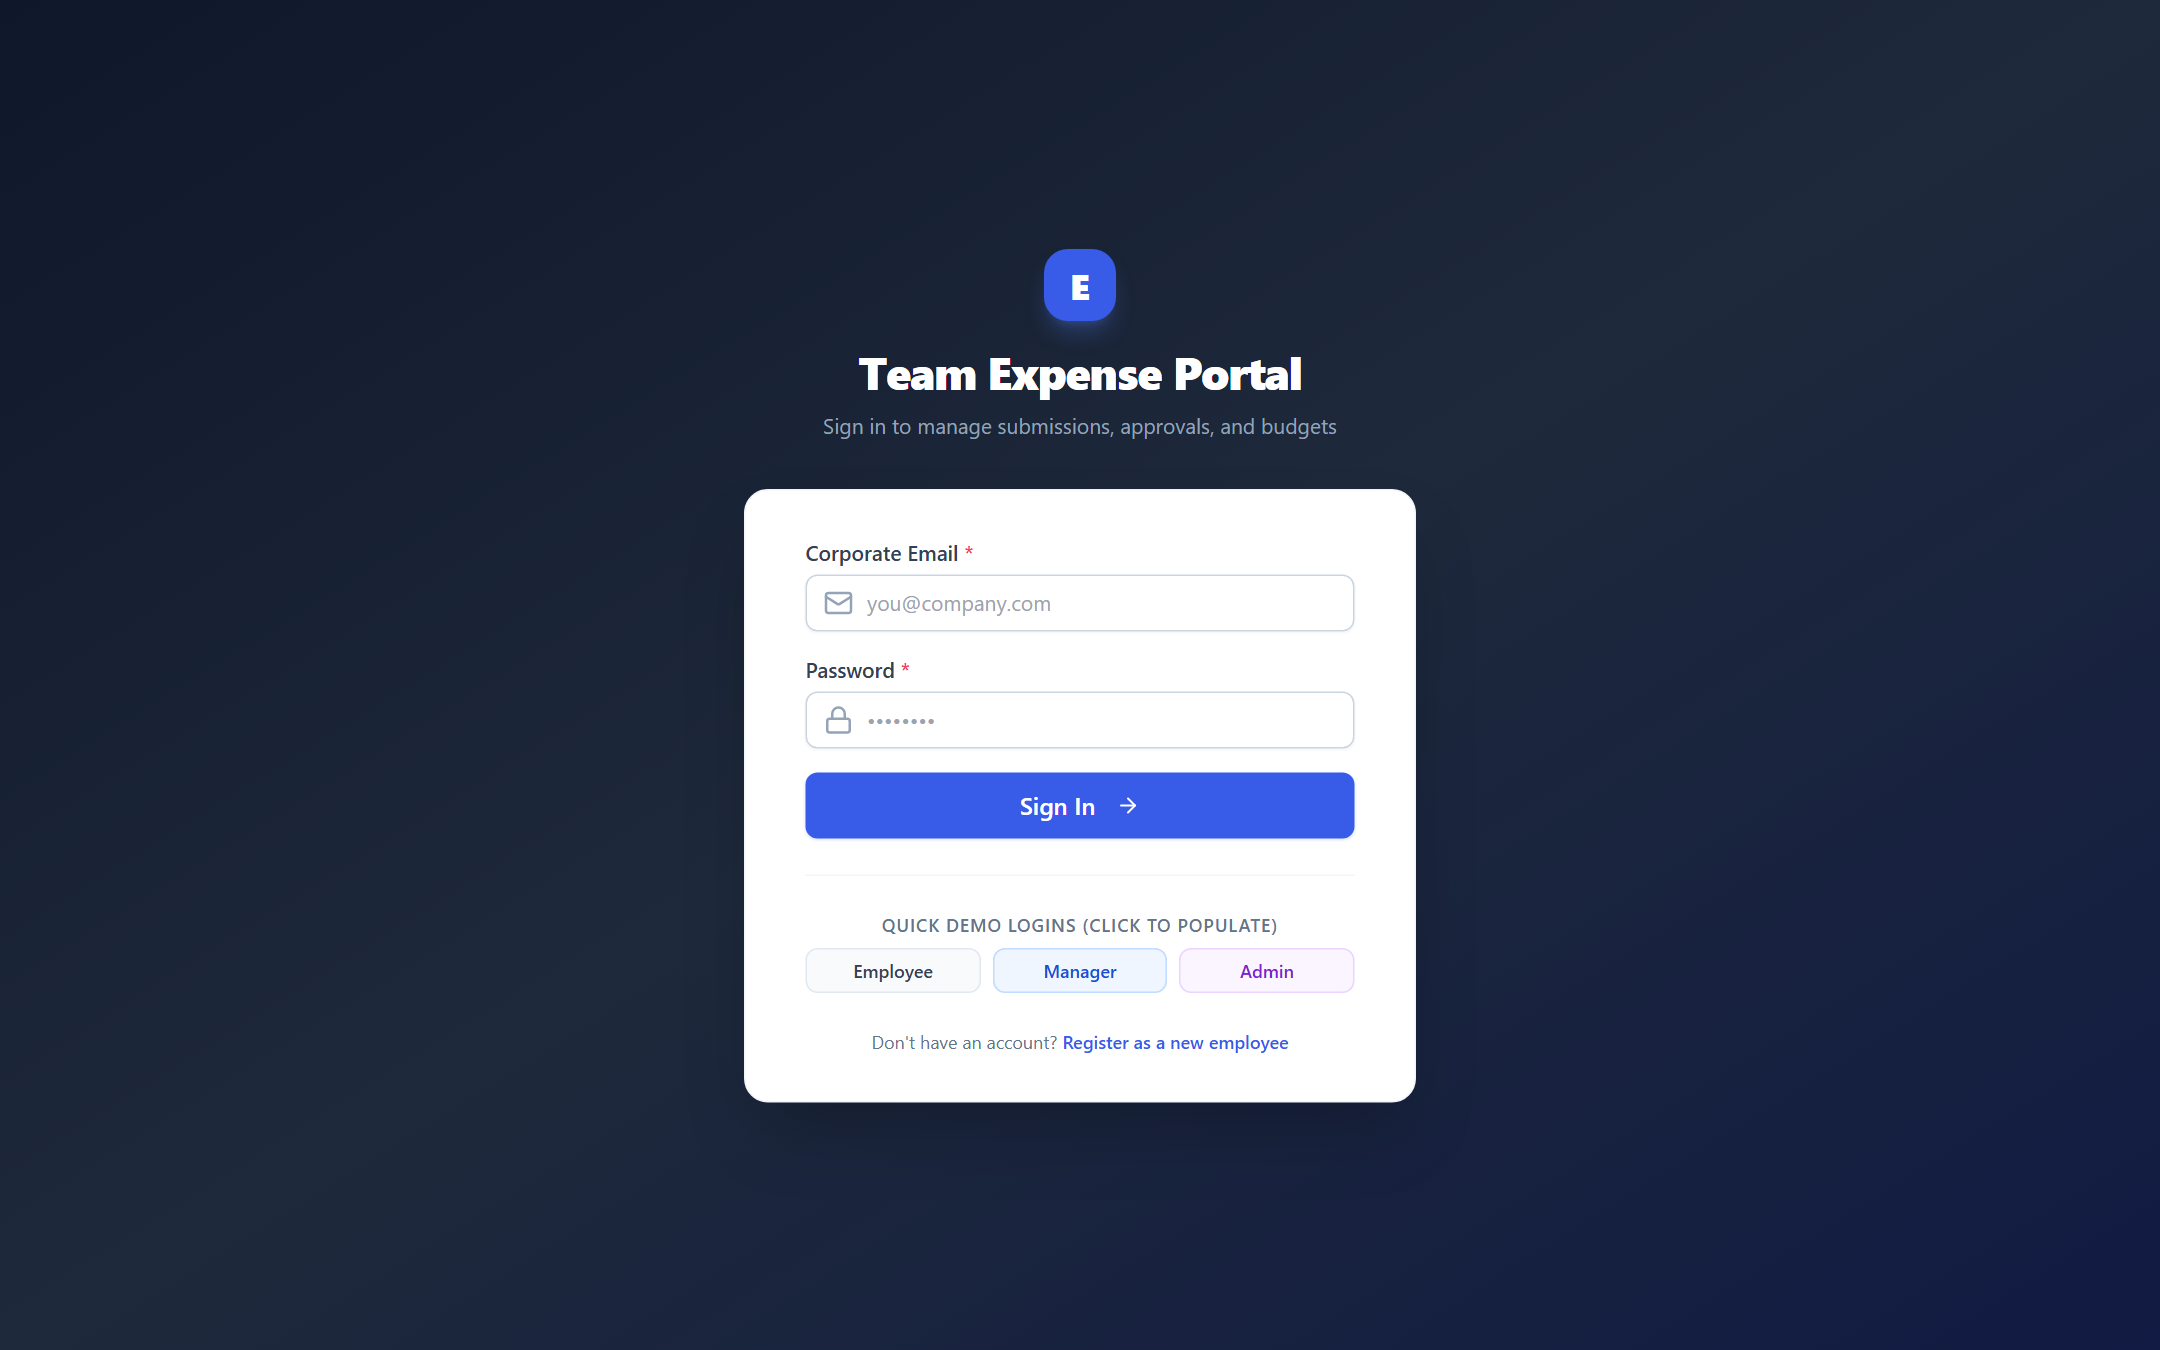 E
Team Expense Portal
Sign in to manage submissions, approvals, and budgets
Corporate Email *
you@company.com
Password *
••••••••
Sign In →
QUICK DEMO LOGINS (CLICK TO POPULATE)
Employee Manager Admin
Don't have an account? Register as a new employee